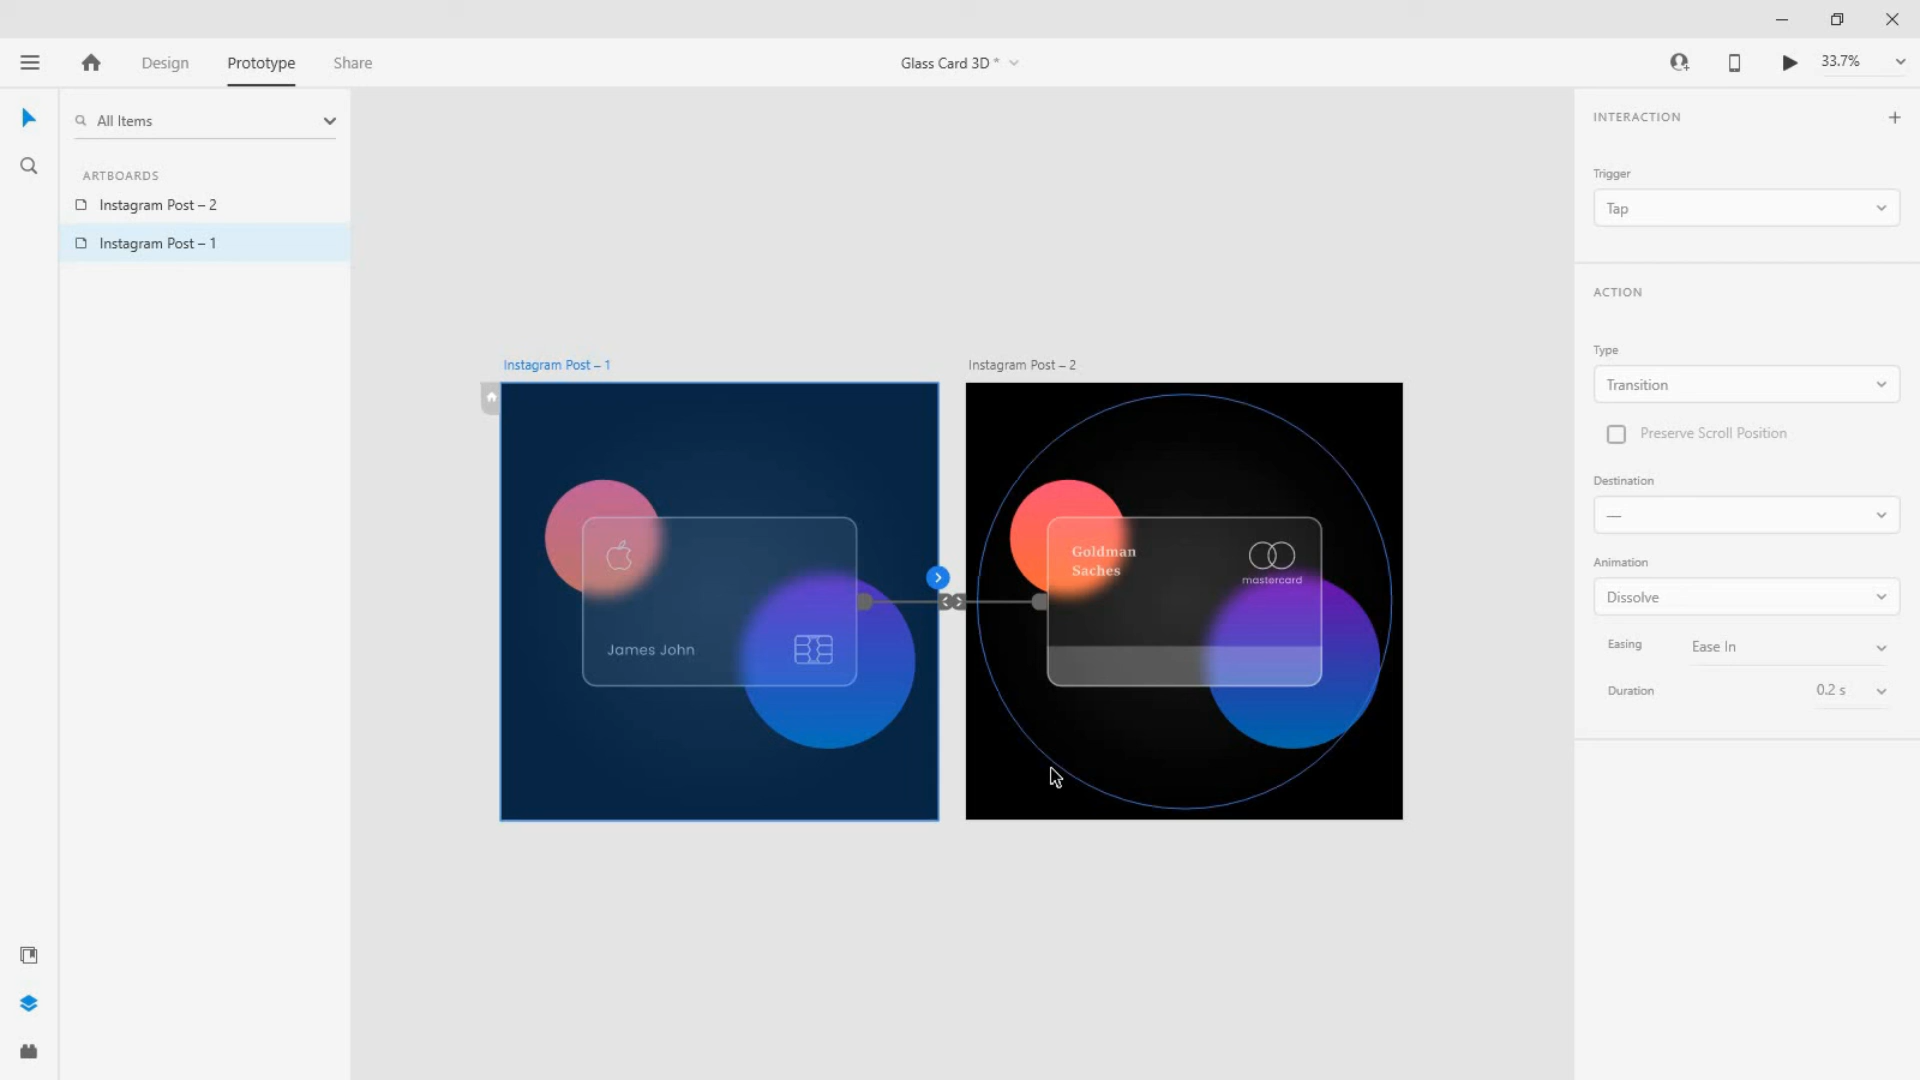 Design
Prototype
Share
Glass Card 3D *
33.7%
All Items
ARTBOARDS
Instagram Post – 2
Instagram Post – 1
Instagram Post – 1
Instagram Post – 2
James John
Goldman
Saches
mastercard
INTERACTION
Trigger
Tap
ACTION
Type
Transition
Preserve Scroll Position
Destination
—
Animation
Dissolve
Easing
Ease In
Duration
0.2 s